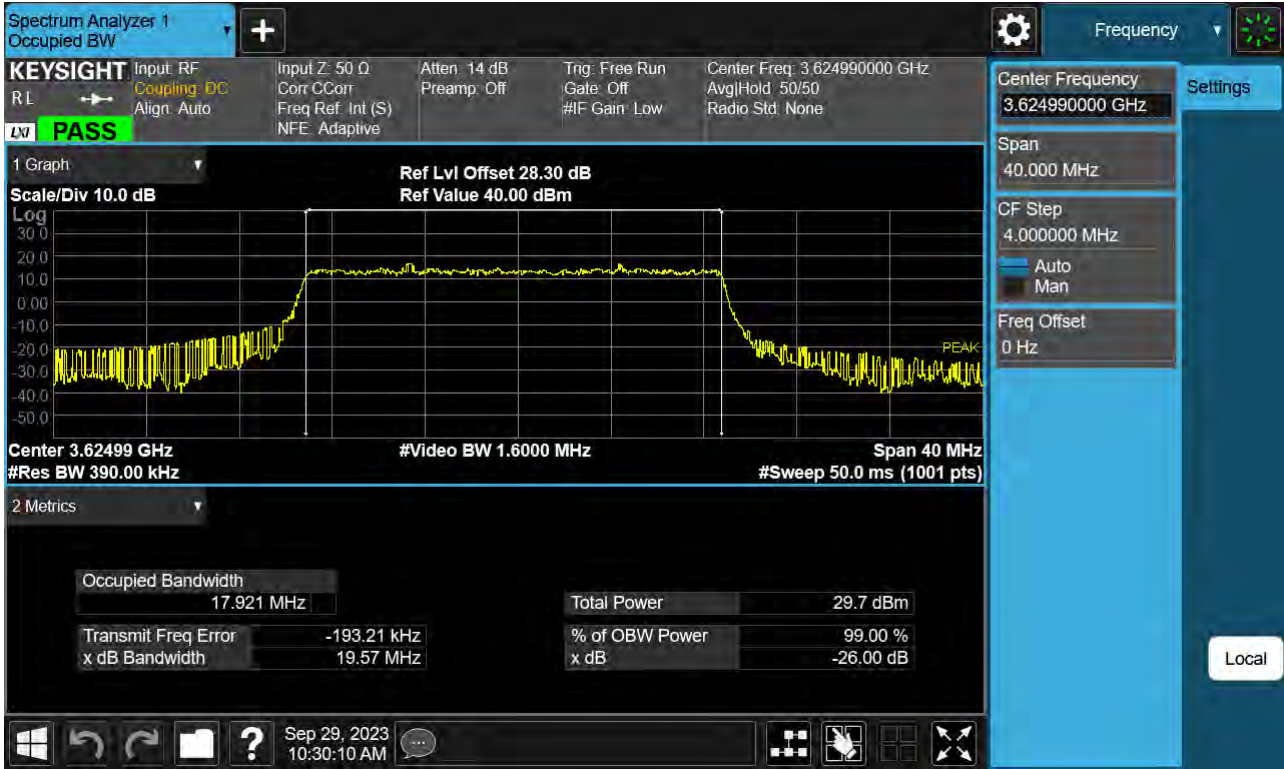 Spectrum Analyzer 1
Occupied BW
Frequency
KEYSIGHT
RL
LXI
PASS
Input: RF
Coupling: DC
Align: Auto
Input Z: 50 Ω
Corr CCorr
Freq Ref: Int (S)
NFE: Adaptive
Atten: 14 dB
Preamp: Off
Trig: Free Run
Gate: Off
#IF Gain: Low
Center Freq: 3.624990000 GHz
Avg|Hold: 50/50
Radio Std: None
Center Frequency
3.624990000 GHz
Settings
Span
40.000 MHz
CF Step
4.000000 MHz
Auto
Man
Freq Offset
0 Hz
Local
1 Graph
Scale/Div 10.0 dB
Ref Lvl Offset 28.30 dB
Ref Value 40.00 dBm
Log
30.0
20.0
10.0
0.00
-10.0
-20.0
-30.0
-40.0
-50.0
PEAK
Center 3.62499 GHz
#Video BW 1.6000 MHz
Span 40 MHz
#Res BW 390.00 kHz
#Sweep 50.0 ms (1001 pts)
2 Metrics
Occupied Bandwidth
17.921 MHz
Total Power 29.7 dBm
Transmit Freq Error -193.21 kHz
% of OBW Power 99.00 %
x dB Bandwidth 19.57 MHz
x dB -26.00 dB
?
Sep 29, 2023
10:30:10 AM